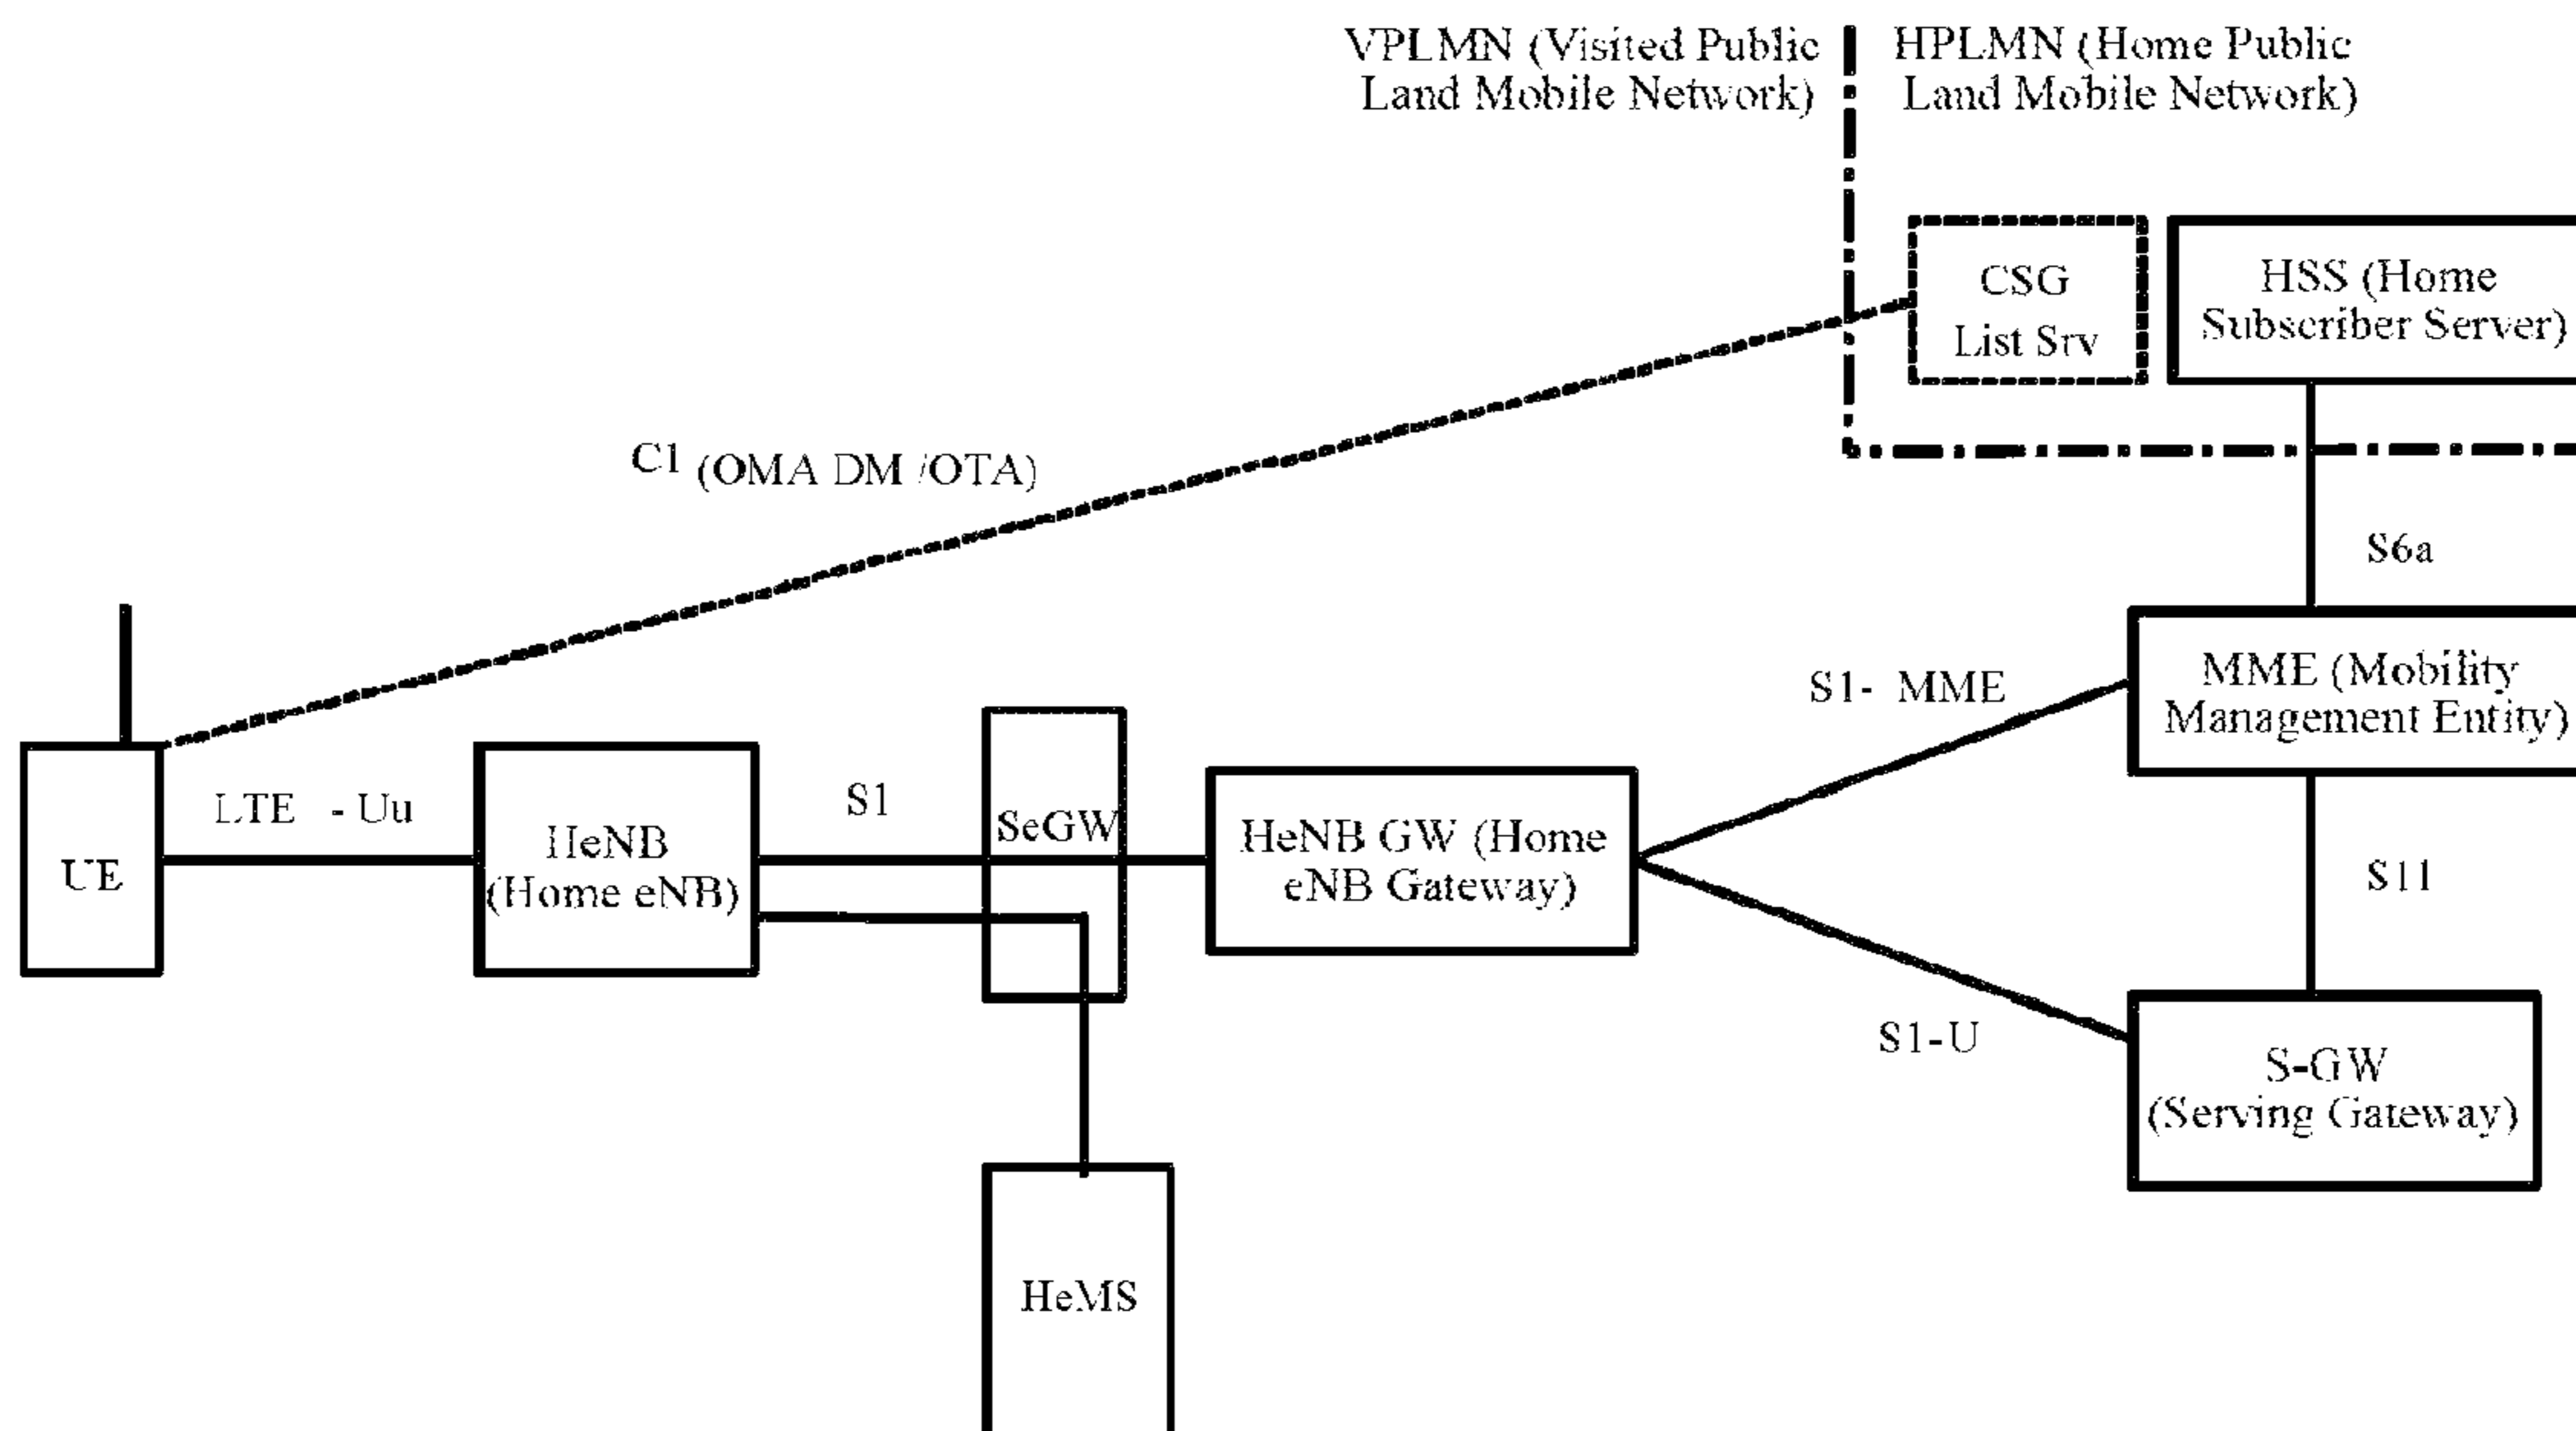 VPLMN (Visited Public
Land Mobile Network)
HPLMN (Home Public
Land Mobile Network)
CSG
List Srv
HSS (Home
Subscriber Server)
C1 (OMA DM /OTA)
S6a
S1- MME
MME (Mobility
Management Entity)
LTE - Uu
S1
SeGW
UE
HeNB
(Home eNB)
HeNB GW (Home
eNB Gateway)
S11
S1-U
S-GW
(Serving Gateway)
HeMS